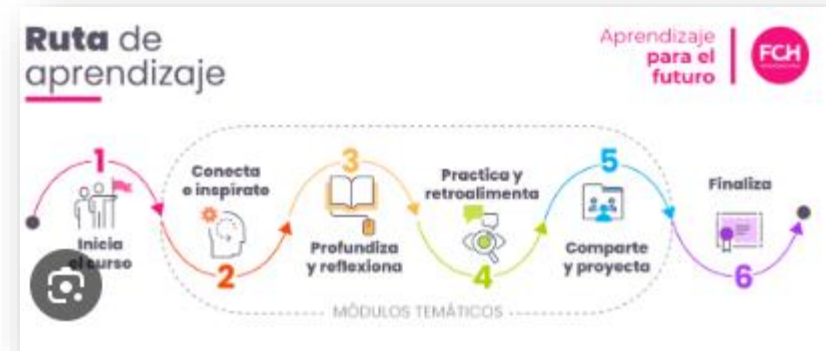 Ruta de
aprendizaje
Aprendizaje
para el
futuro
FCH
1
Inicia
el curso
Conecta
e inspírate
2
3
Profundiza
y reflexiona
Practica y
retroalimenta
4
5
Comparte
y proyecta
Finaliza
6
MÓDULOS TEMÁTICOS